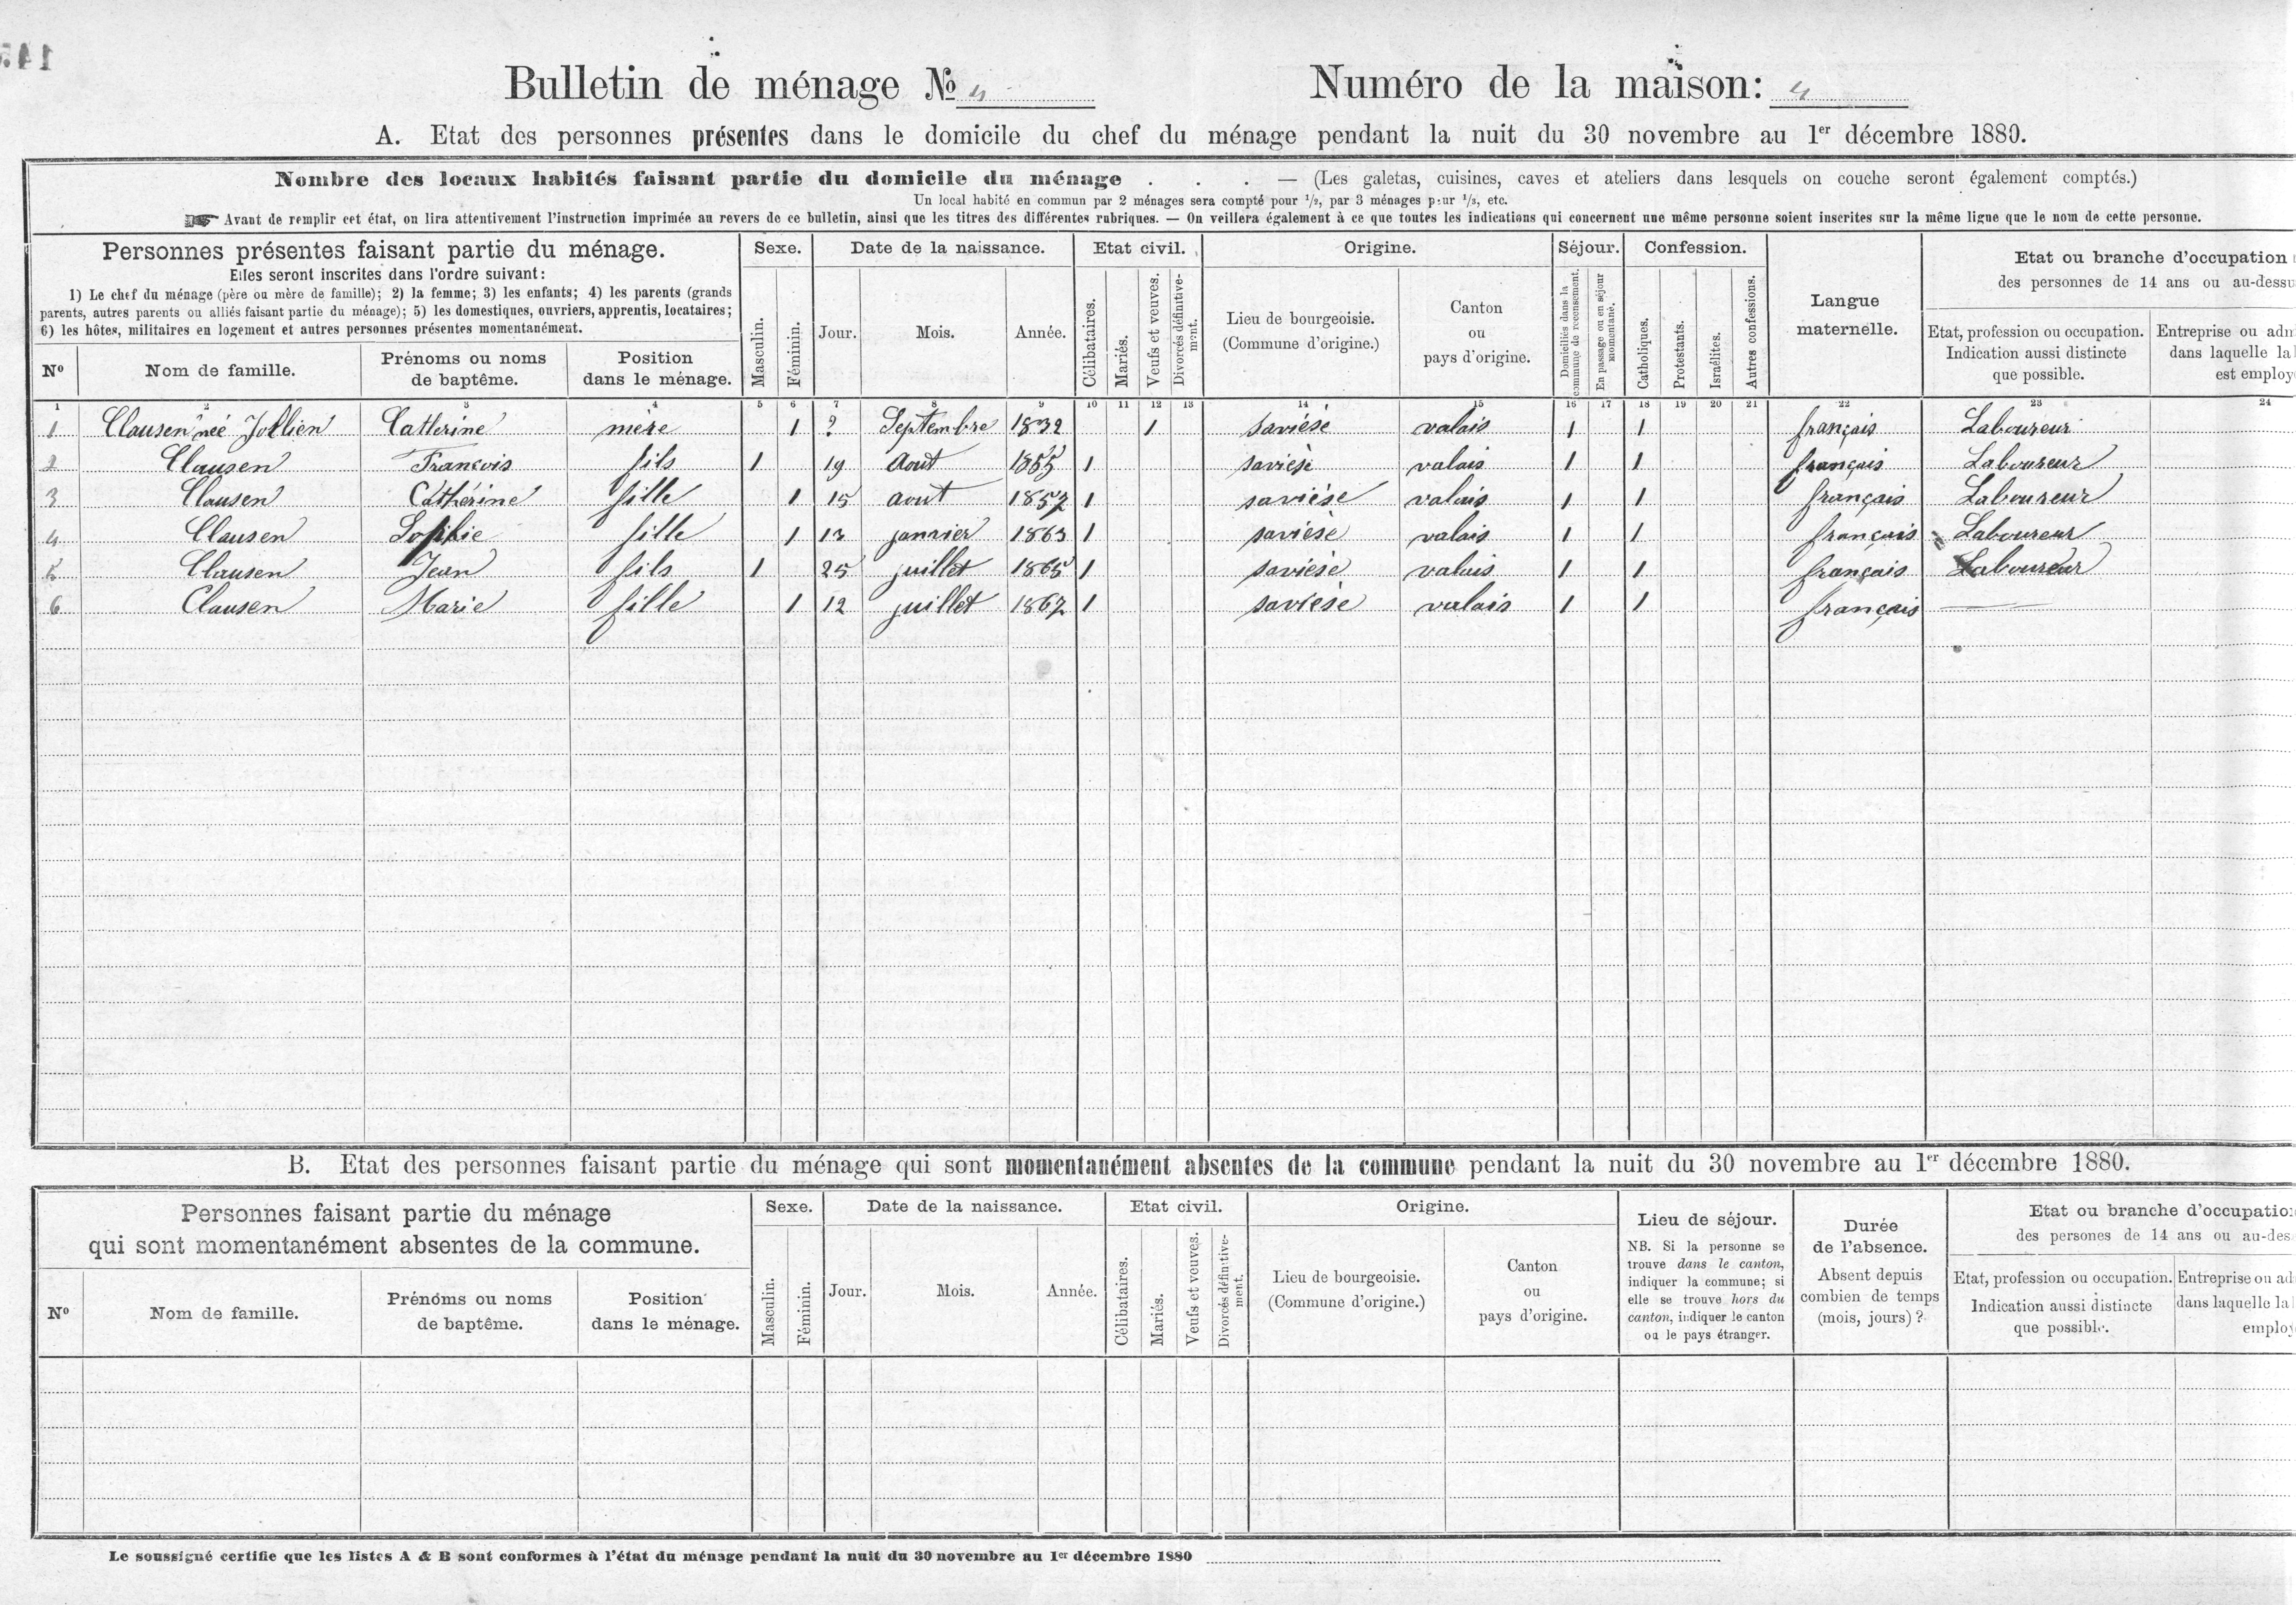 Bulletin de ménage № 4
Numéro de la maison: 4
A. Etat des personnes présentes dans le domicile du chef du ménage pendant la nuit du 30 novembre au 1er décembre 1880.
Nombre des locaux habités faisant partie du domicile du ménage . . . — (Les galetas, cuisines, caves et ateliers dans lesquels on couche seront également comptés.)
Un local habité en commun par 2 ménages sera compté pour 1/2, par 3 ménages pour 1/3, etc.
Avant de remplir cet état, on lira attentivement l'instruction imprimée au revers de ce bulletin, ainsi que les titres des différentes rubriques. — On veillera également à ce que toutes les indications qui concernent une même personne soient inscrites sur la même ligne que le nom de cette personne.
Personnes présentes faisant partie du ménage.
Elles seront inscrites dans l'ordre suivant:
1) Le chef du ménage (père ou mère de famille); 2) la femme; 3) les enfants; 4) les parents (grands
parents, autres parents ou alliés faisant partie du ménage); 5) les domestiques, ouvriers, apprentis, locataires;
6) les hôtes, militaires en logement et autres personnes présentes momentanément.
Nº
Nom de famille.
Prénoms ou noms
de baptême.
Position
dans le ménage.
Sexe.
Masculin.
Féminin.
Date de la naissance.
Jour.
Mois.
Année.
Etat civil.
Célibataires.
Mariés.
Veufs et veuves.
Divorcés définitive-
ment.
Origine.
Lieu de bourgeoisie.
(Commune d'origine.)
Canton
ou
pays d'origine.
Séjour.
Domiciliés dans la
commune de recensement.
En passage ou en séjour
momentané.
Confession.
Catholiques.
Protestants.
Israélites.
Autres confessions.
Langue
maternelle.
Etat ou branche d'occupation
des personnes de 14 ans ou au-dessu
Etat, profession ou occupation.
Indication aussi distincte
que possible.
Entreprise ou adm
dans laquelle la
est employ
1 2 3 4 5 6 7 8 9 10 11 12 13 14 15 16 17 18 19 20 21 22 23 24
1 Clausen née Jollien Catherine mère 1 ? Septembre 1832 1 savièse valais 1 1 français Laboureur
2 Clausen François fils 1 19 Aout 1855 1 savièse valais 1 1 français Laboureur
3 Clausen Cathérine fille 1 15 aout 1857 1 savièse valais 1 1 français Laboureur
4 Clausen Sophie fille 1 13 janvier 1863 1 savièse valais 1 1 français Laboureur
5 Clausen Jean fils 1 25 juillet 1865 1 savièse valais 1 1 français Laboureur
6 Clausen Marie fille 1 12 juillet 1867 1 savièse valais 1 1 français —
B. Etat des personnes faisant partie du ménage qui sont momentanément absentes de la commune pendant la nuit du 30 novembre au 1er décembre 1880.
Personnes faisant partie du ménage
qui sont momentanément absentes de la commune.
Nº
Nom de famille.
Prénoms ou noms
de baptême.
Position
dans le ménage.
Sexe.
Masculin.
Féminin.
Date de la naissance.
Jour.
Mois.
Année.
Etat civil.
Célibataires.
Mariés.
Veufs et veuves.
Divorcés définitive-
ment.
Origine.
Lieu de bourgeoisie.
(Commune d'origine.)
Canton
ou
pays d'origine.
Lieu de séjour.
NB. Si la personne se
trouve dans le canton,
indiquer la commune; si
elle se trouve hors du
canton, indiquer le canton
ou le pays étranger.
Durée
de l'absence.
Absent depuis
combien de temps
(mois, jours)?
Etat ou branche d'occupation
des persones de 14 ans ou au-des
Etat, profession ou occupation.
Indication aussi distincte
que possible.
Entreprise ou ad
dans laquelle la
employ
Le soussigné certifie que les listes A & B sont conformes à l'état du ménage pendant la nuit du 30 novembre au 1er décembre 1880